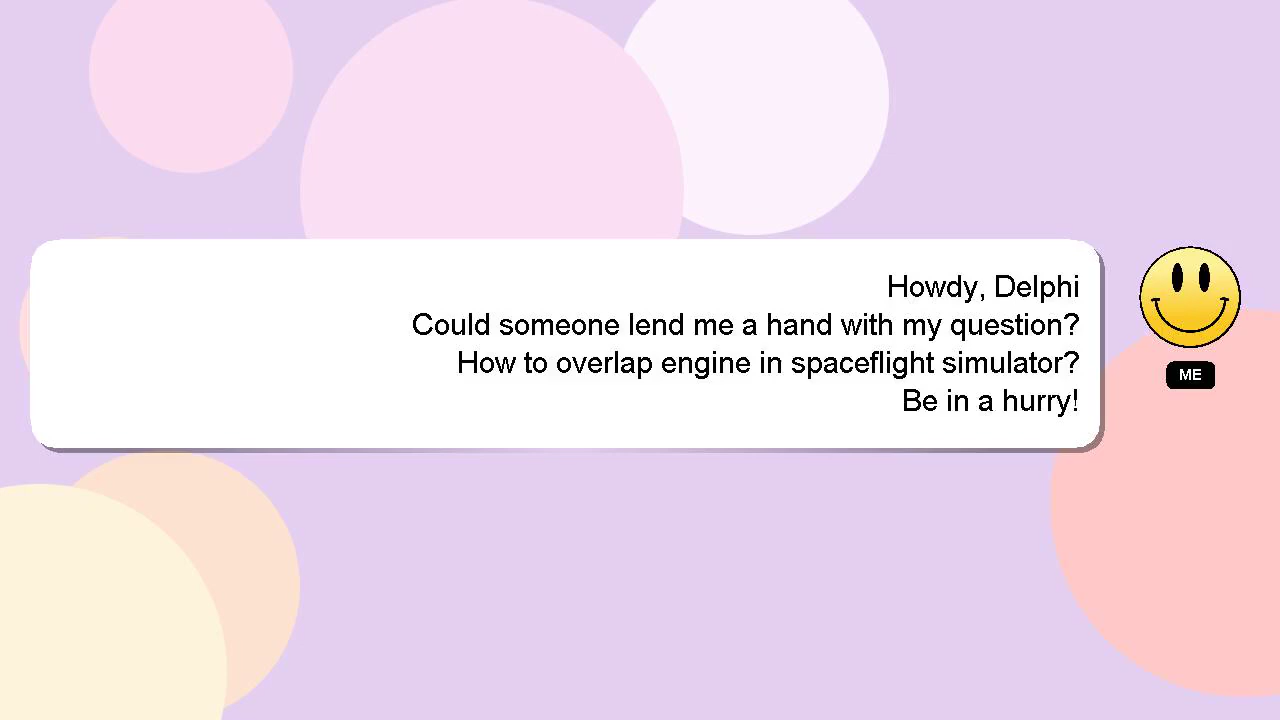 Howdy, Delphi
Could someone lend me a hand with my question?
How to overlap engine in spaceflight simulator?
Be in a hurry!
ME